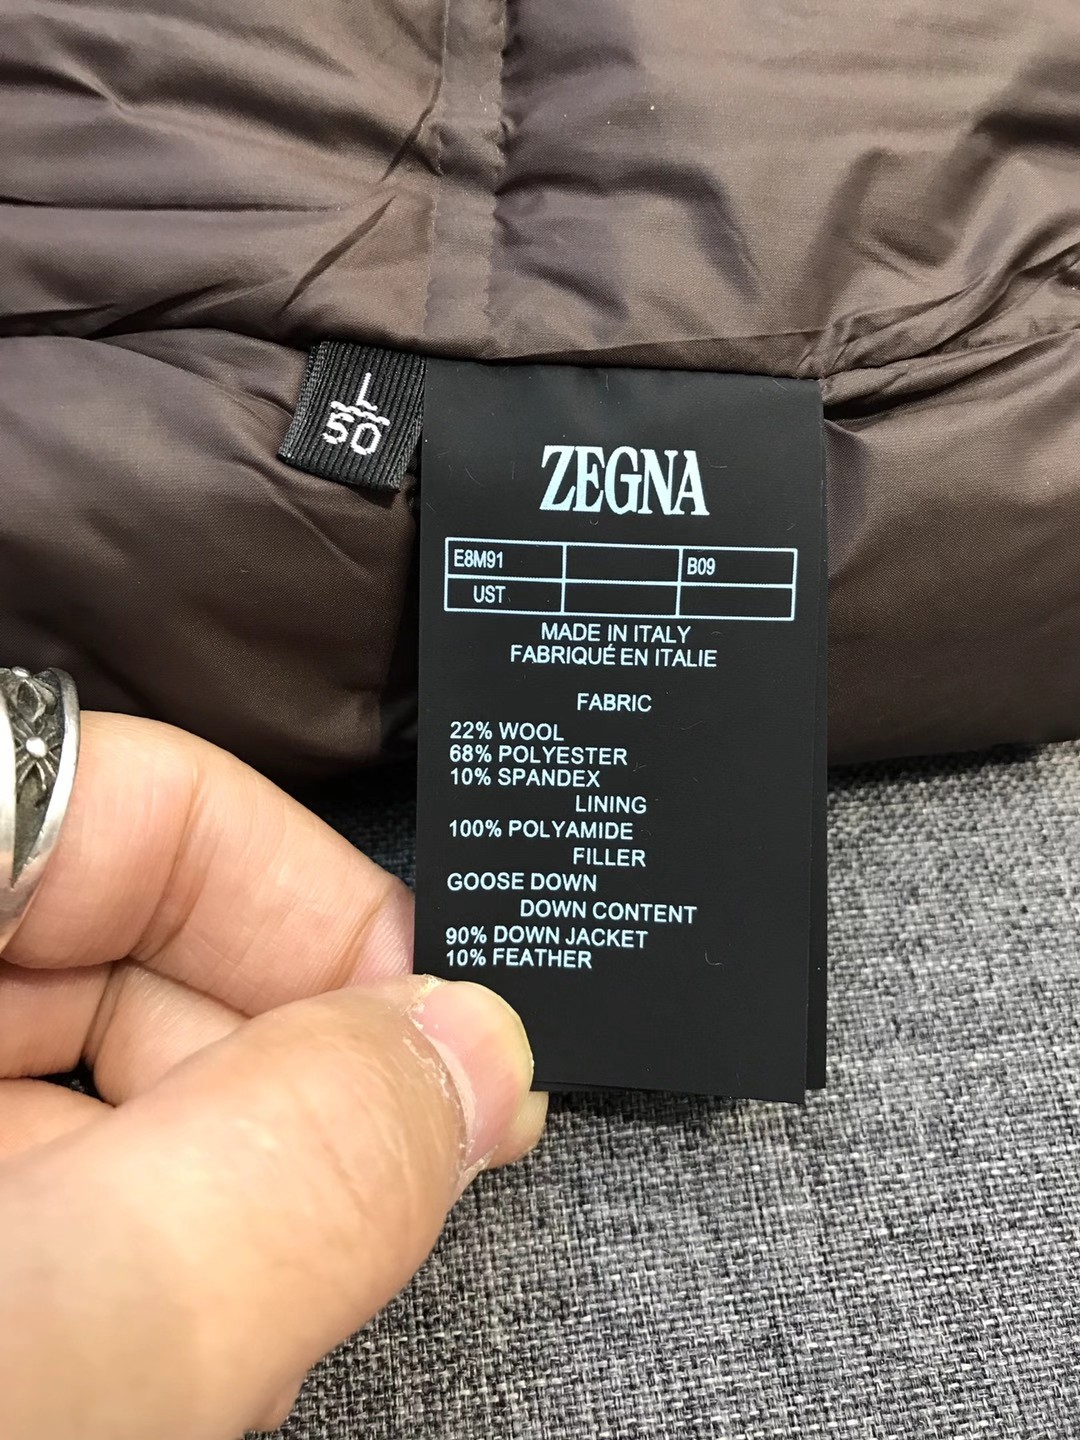 L
50
ZEGNA
E8M91 B09
UST
MADE IN ITALY
FABRIQUÉ EN ITALIE
FABRIC
22% WOOL
68% POLYESTER
10% SPANDEX
LINING
100% POLYAMIDE
FILLER
GOOSE DOWN
DOWN CONTENT
90% DOWN JACKET
10% FEATHER